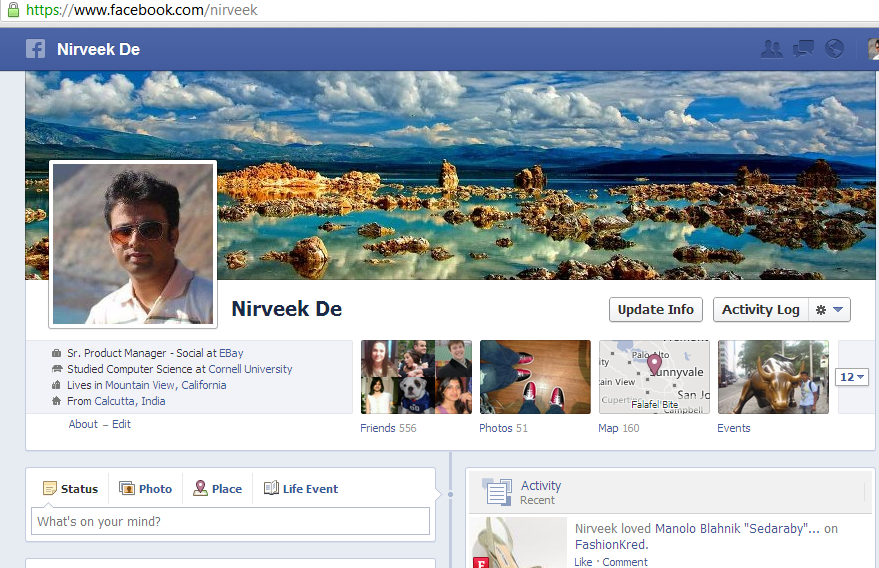 https://www.facebook.com/nirveek
Nirveek De
Nirveek De
Update Info
Activity Log
Sr. Product Manager - Social at EBay
Studied Computer Science at Cornell University
Lives in Mountain View, California
From Calcutta, India
About – Edit
Palo Alto
Sunnyvale
tain View
Cupertino
San Jo
Falafel Bite
Campbell
12
Friends 556
Photos 51
Map 160
Events
Status
Photo
Place
Life Event
What's on your mind?
Activity
Recent
Nirveek loved Manolo Blahnik "Sedaraby"... on
FashionKred.
Like · Comment